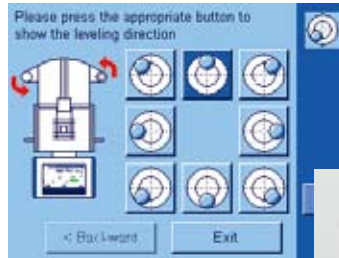 Please press the appropriate button to
show the leveling direction
< Backward
Exit